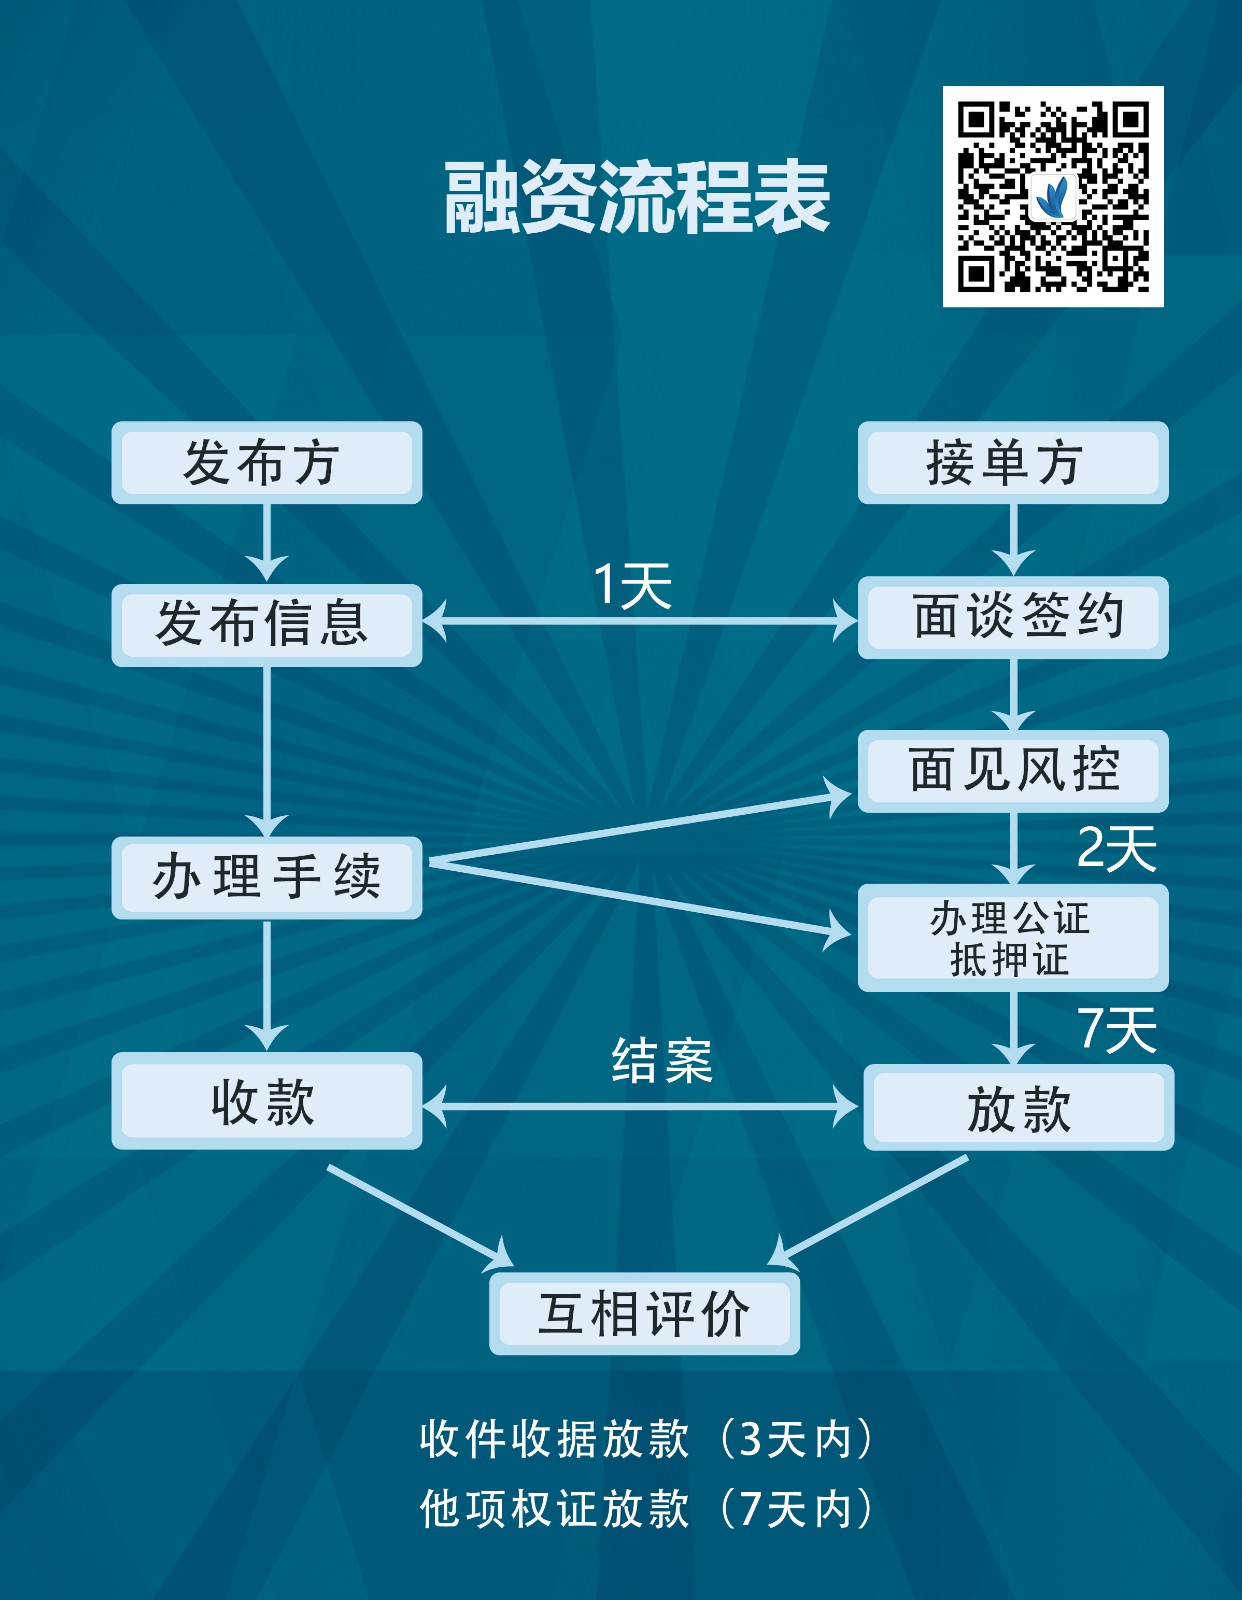 融资流程表
发布方
接单方
1天
发布信息
面谈签约
面见风控
2天
办理手续
办理公证
抵押证
7天
结案
收款
放款
互相评价
收件收据放款（3天内）
他项权证放款（7天内）